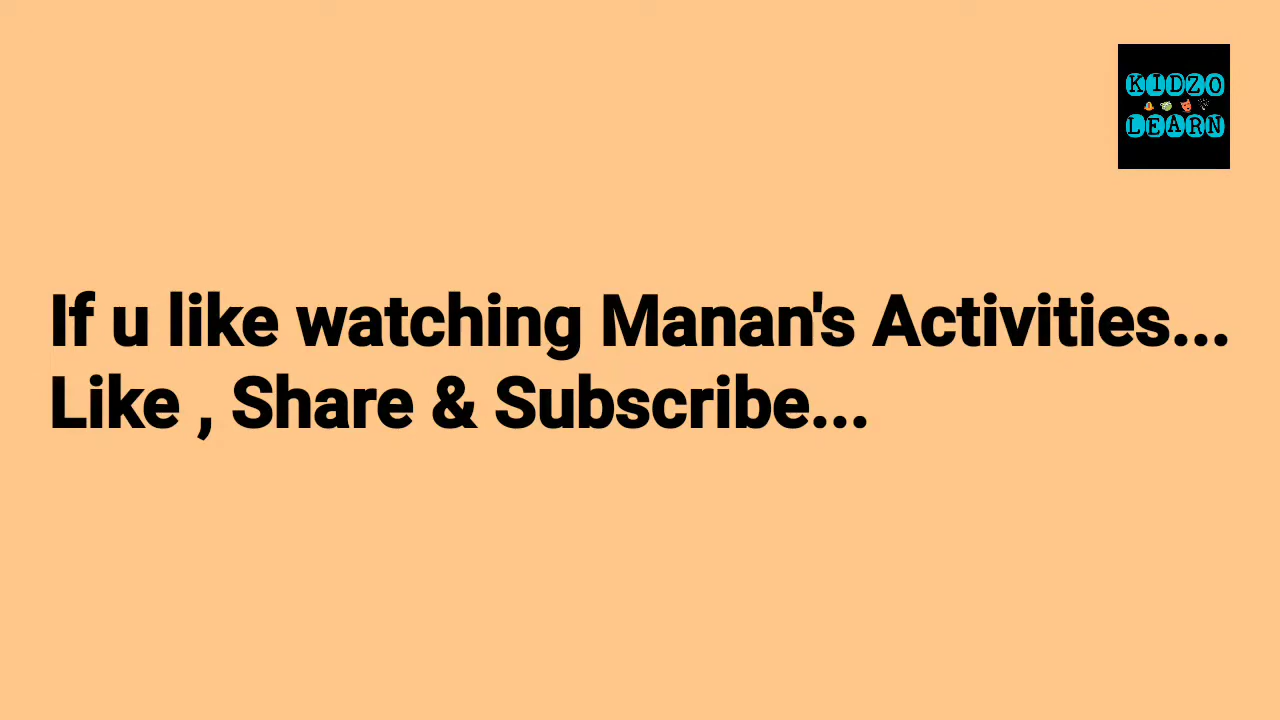 KIDZO
LEARN
If u like watching Manan's Activities...
Like , Share & Subscribe...